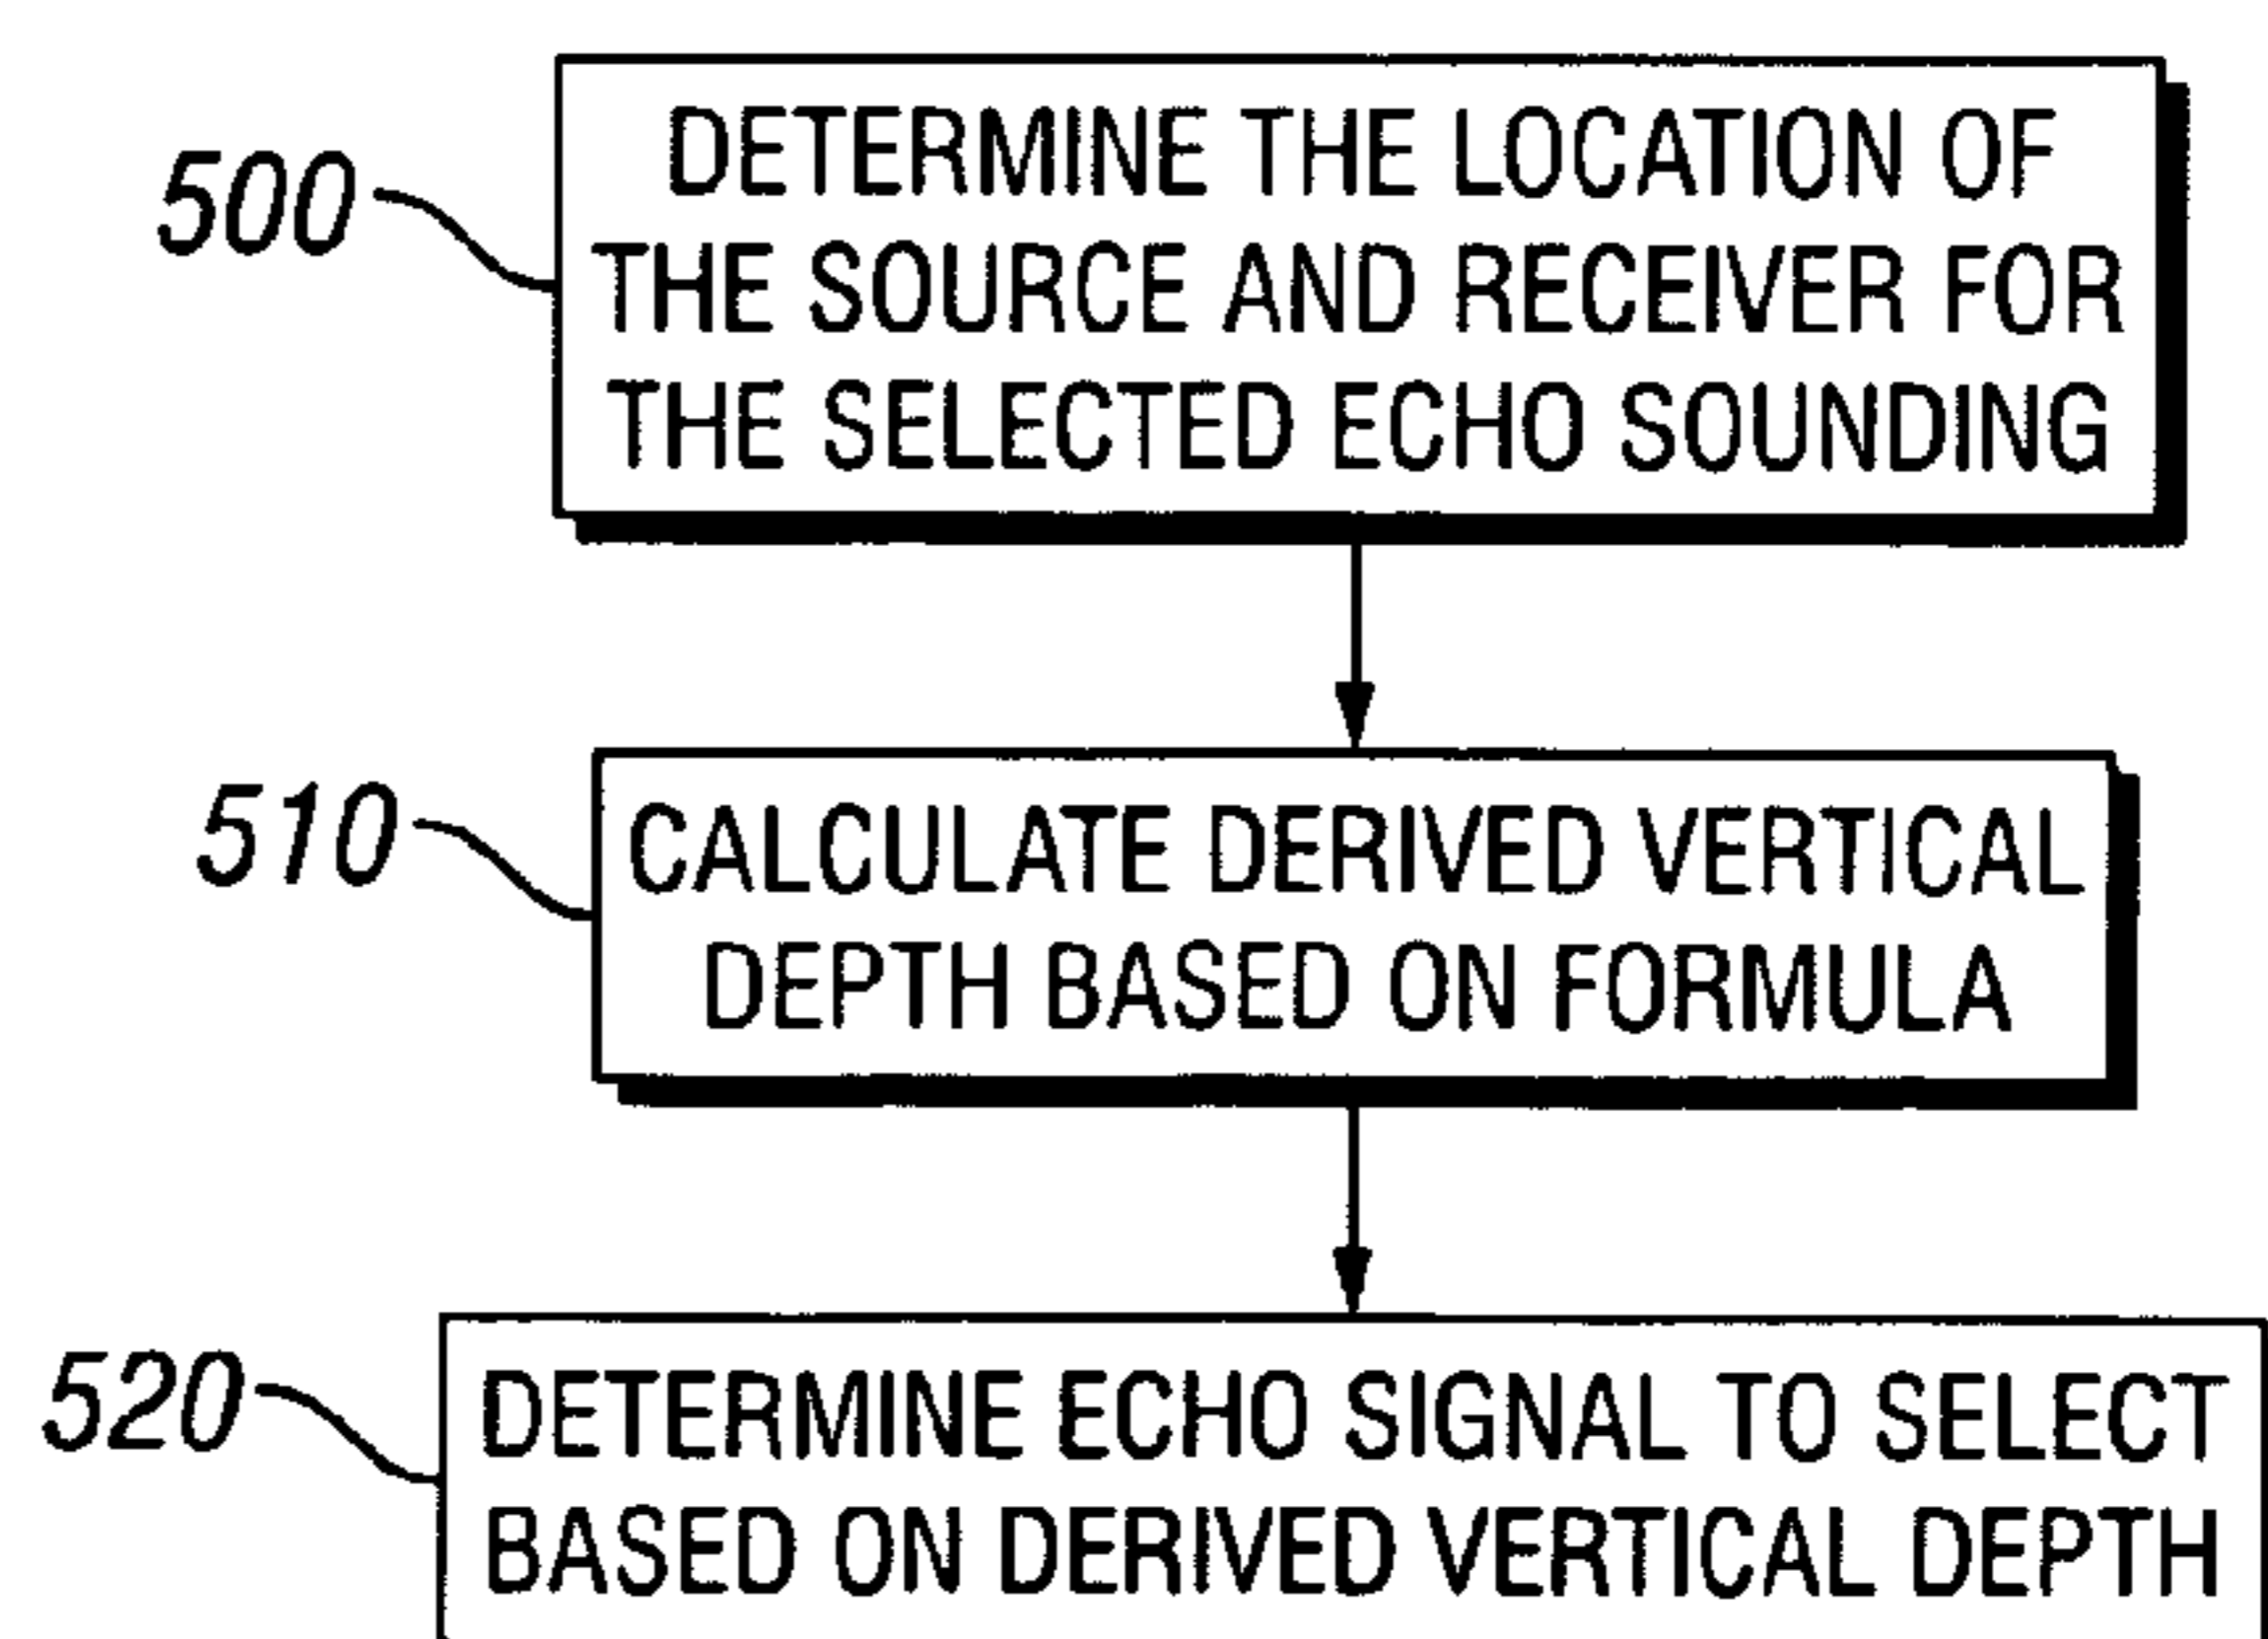 500
DETERMINE THE LOCATION OF
THE SOURCE AND RECEIVER FOR
THE SELECTED ECHO SOUNDING
510
CALCULATE DERIVED VERTICAL
DEPTH BASED ON FORMULA
520
DETERMINE ECHO SIGNAL TO SELECT
BASED ON DERIVED VERTICAL DEPTH